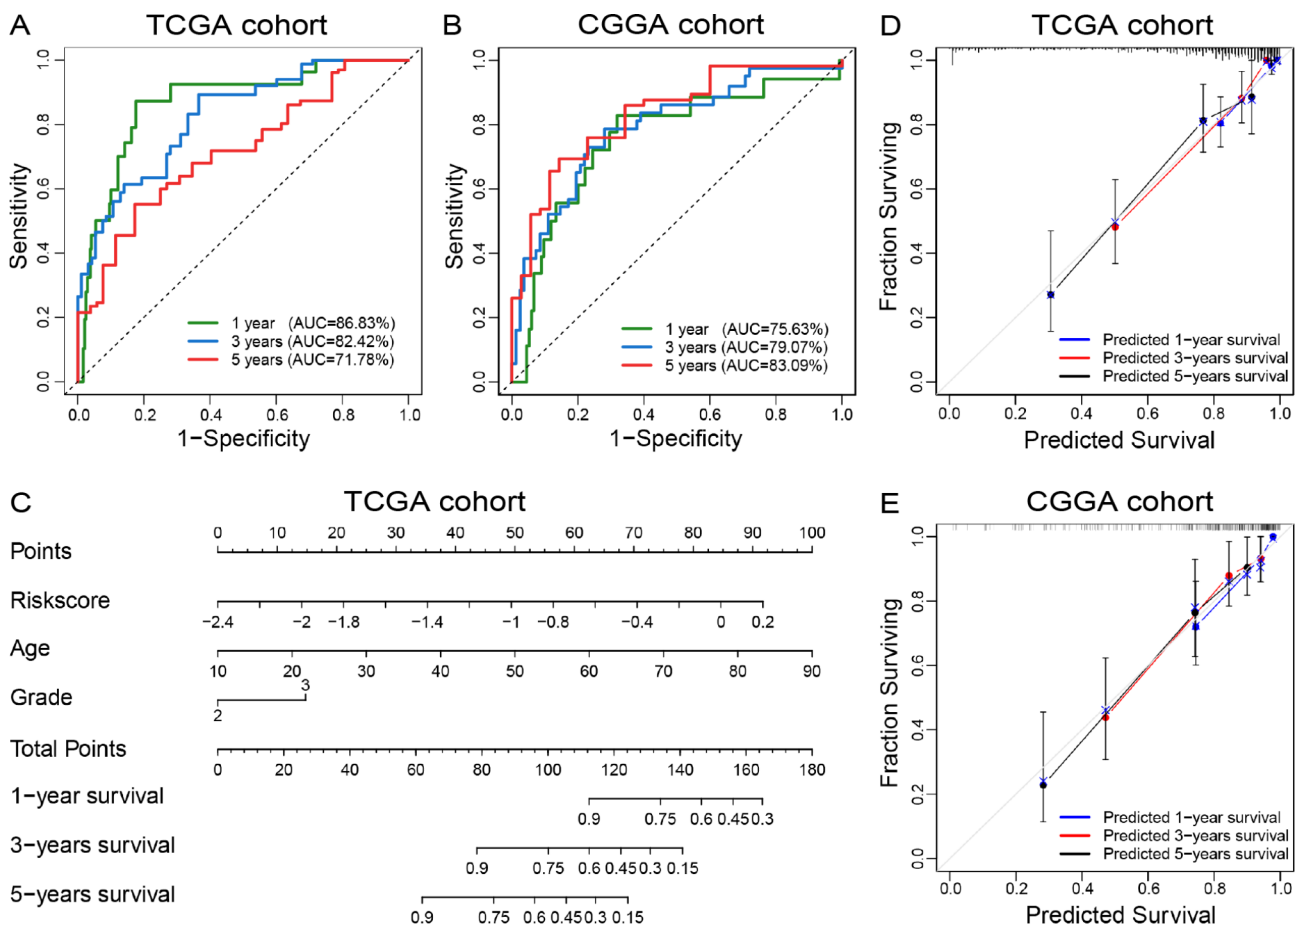 A TCGA cohort
Sensitivity
0.0 0.2 0.4 0.6 0.8 1.0
1 year (AUC=86.83%)
3 years (AUC=82.42%)
5 years (AUC=71.78%)
0.0 0.2 0.4 0.6 0.8 1.0
1−Specificity
B CGGA cohort
Sensitivity
0.0 0.2 0.4 0.6 0.8 1.0
1 year (AUC=75.63%)
3 years (AUC=79.07%)
5 years (AUC=83.09%)
0.0 0.2 0.4 0.6 0.8 1.0
1−Specificity
D TCGA cohort
Fraction Surviving
0.0 0.2 0.4 0.6 0.8 1.0
Predicted 1−year survival
Predicted 3−years survival
Predicted 5−years survival
0.0 0.2 0.4 0.6 0.8 1.0
Predicted Survival
C TCGA cohort
0 10 20 30 40 50 60 70 80 90 100
Points
Riskscore
−2.4 −2 −1.8 −1.4 −1 −0.8 −0.4 0 0.2
Age
10 20 30 40 50 60 70 80 90
3
Grade
2
Total Points
0 20 40 60 80 100 120 140 160 180
1−year survival
0.9 0.75 0.6 0.45 0.3
3−years survival
0.9 0.75 0.6 0.45 0.3 0.15
5−years survival
0.9 0.75 0.6 0.45 0.3 0.15
E CGGA cohort
Fraction Surviving
0.0 0.2 0.4 0.6 0.8 1.0
Predicted 1−year survival
Predicted 3−years survival
Predicted 5−years survival
0.0 0.2 0.4 0.6 0.8 1.0
Predicted Survival